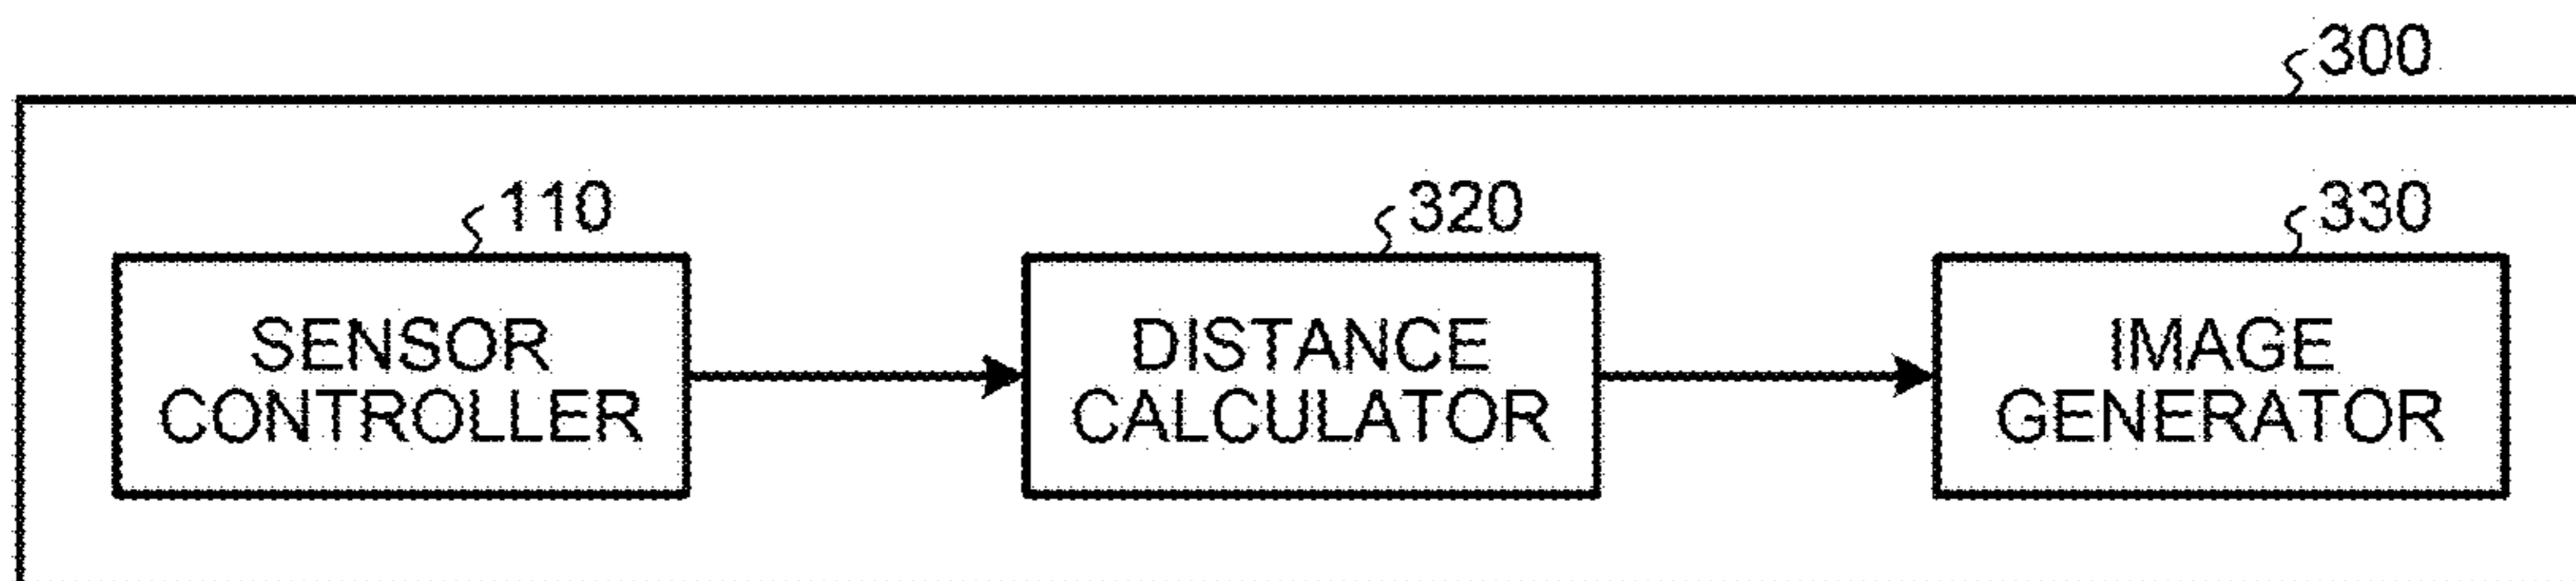 300
110
320
330
SENSOR
CONTROLLER
DISTANCE
CALCULATOR
IMAGE
GENERATOR